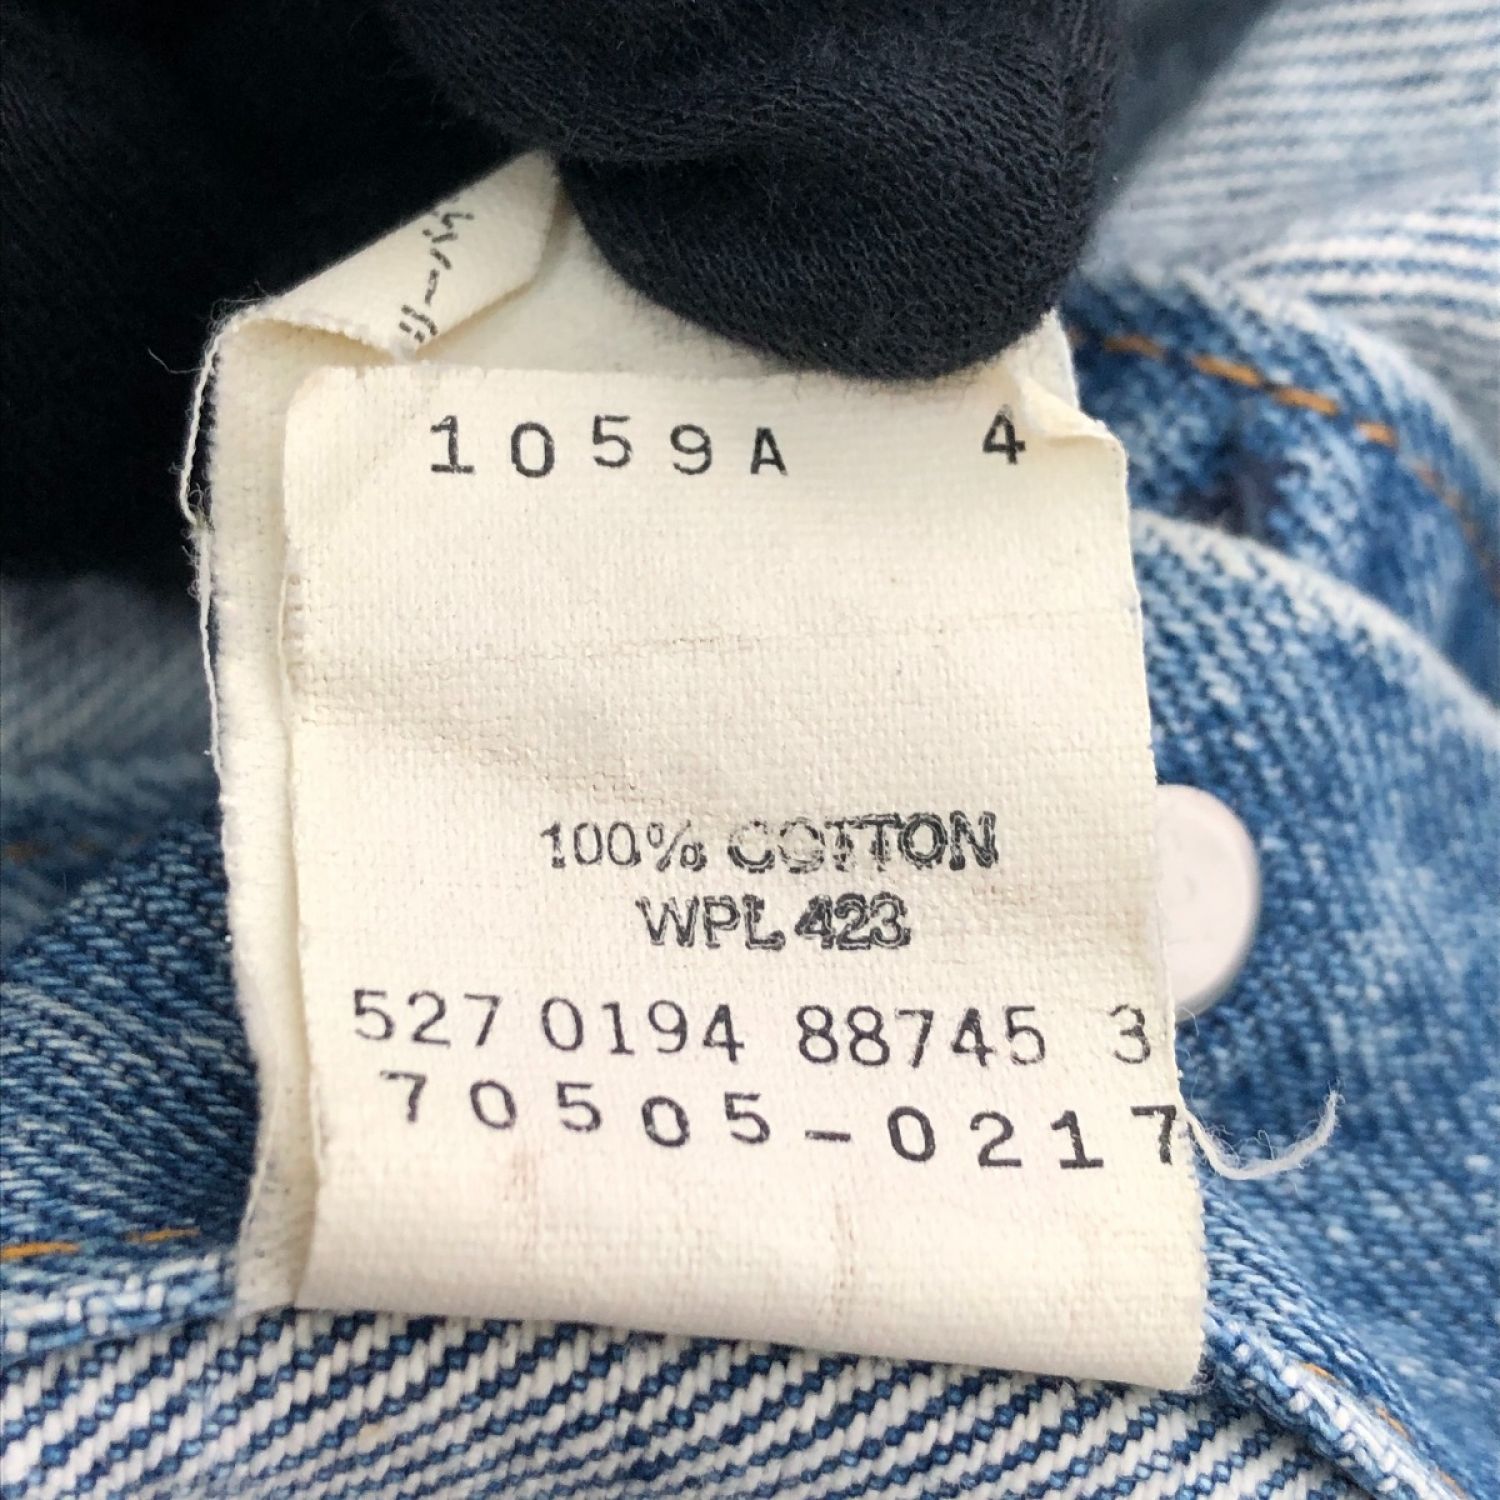 1059A 4
100% COTTON
WPL 423
527 0194 88745 3
70505-0217